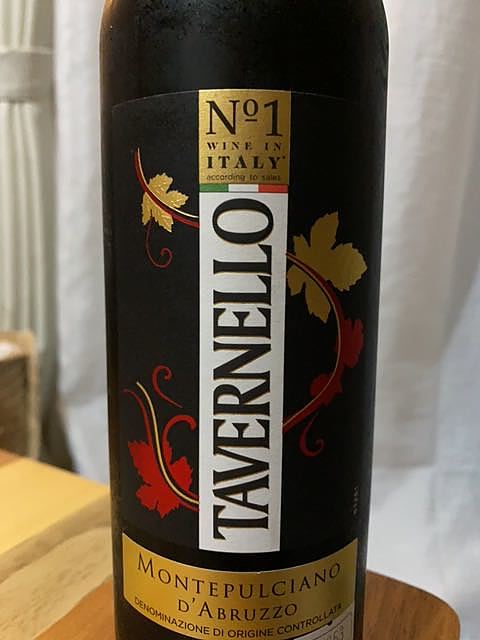 Nº1
WINE IN
ITALY*
according to sales
TAVERNELLO
MONTEPULCIANO
D'ABRUZZO
DENOMINAZIONE DI ORIGINE CONTROLLATA